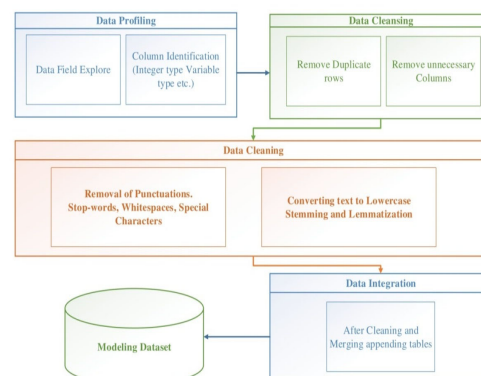 Data Profiling
Data Field Explore
Column Identification
(Integer type Variable
type etc.)
Data Cleansing
Remove Duplicate
rows
Remove unnecessary
Columns
Data Cleaning
Removal of Punctuations.
Stop-words, Whitespaces, Special
Characters
Converting text to Lowercase
Stemming and Lemmatization
Data Integration
After Cleaning and
Merging appending tables
Modeling Dataset